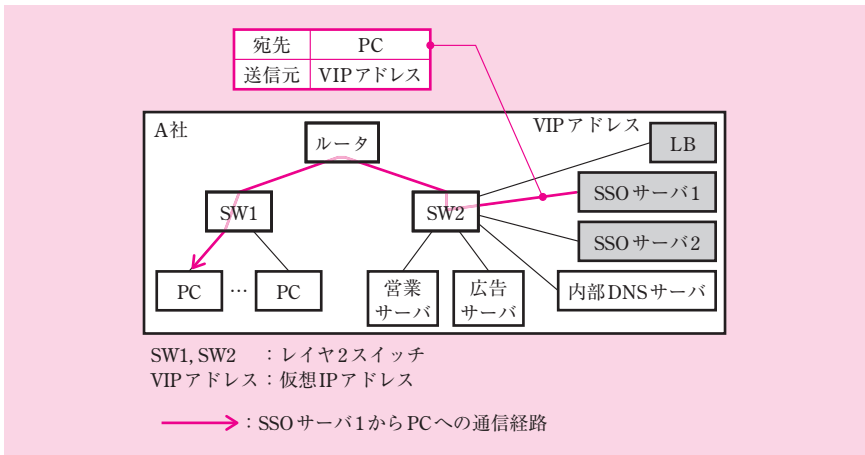 宛先 PC
送信元 VIPアドレス
A社
ルータ
VIPアドレス
LB
SW1
SW2
SSOサーバ1
SSOサーバ2
PC … PC
営業
サーバ
広告
サーバ
内部DNSサーバ
SW1, SW2 ：レイヤ2スイッチ
VIPアドレス：仮想IPアドレス
：SSOサーバ1からPCへの通信経路